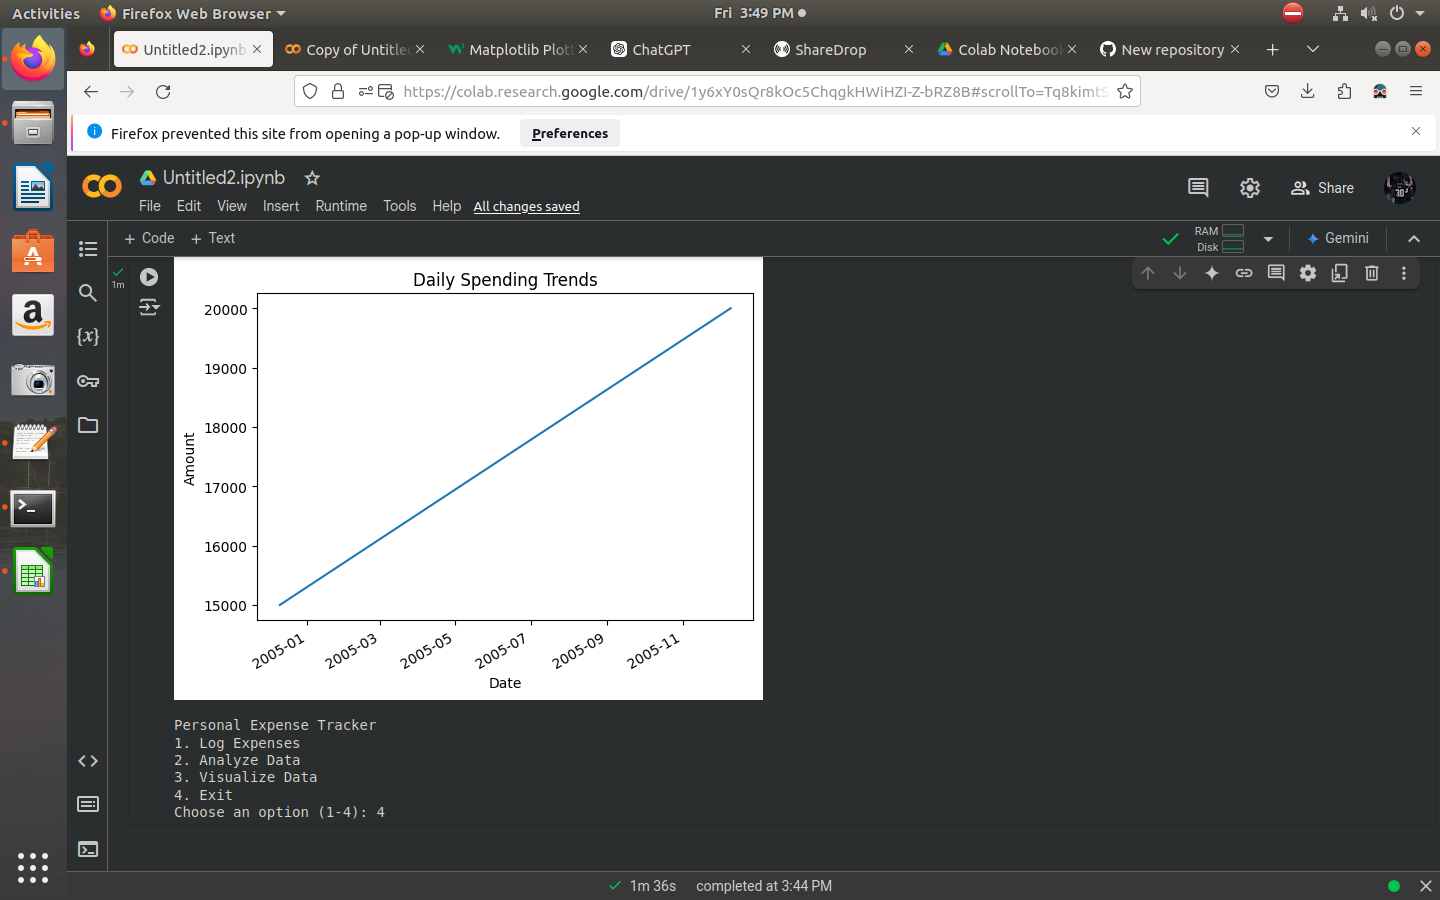 Activities Firefox Web Browser Fri 3:49 PM
Untitled2.ipynb Copy of Untitle Matplotlib Plot ChatGPT ShareDrop Colab Noteboo New repository
https://colab.research.google.com/drive/1y6xY0sQr8kOc5ChqgkHWiHZI-Z-bRZ8B#scrollTo=Tq8kimtS
Firefox prevented this site from opening a pop-up window. Preferences
Untitled2.ipynb
File Edit View Insert Runtime Tools Help All changes saved
Share
+ Code + Text
RAM
Disk
Gemini
1m
Daily Spending Trends
20000
19000
18000
17000
16000
15000
Amount
2005-01 2005-03 2005-05 2005-07 2005-09 2005-11
Date
Personal Expense Tracker
1. Log Expenses
2. Analyze Data
3. Visualize Data
4. Exit
Choose an option (1-4): 4
1m 36s completed at 3:44 PM